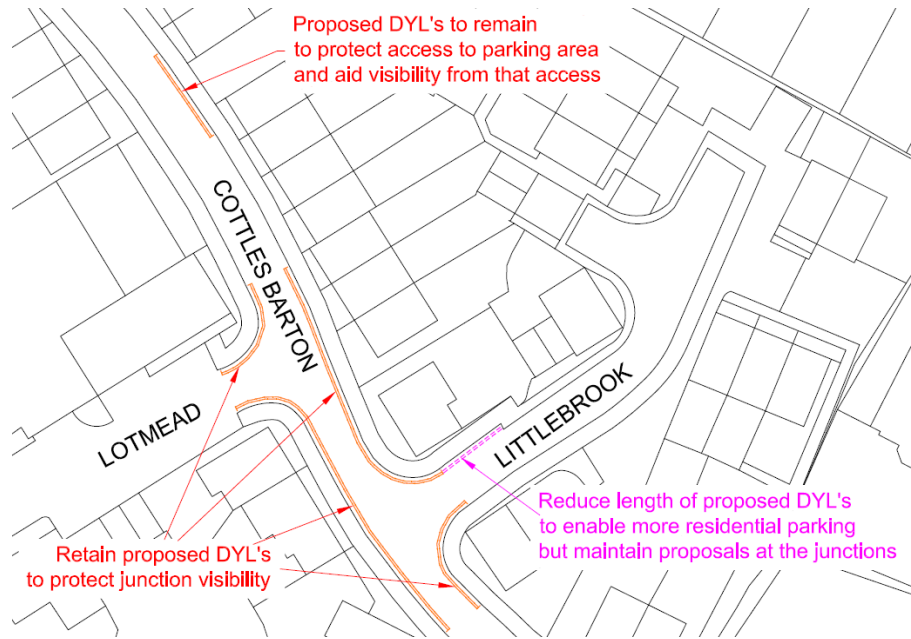 Proposed DYL's to remain
to protect access to parking area
and aid visibility from that access
COTTLES BARTON
LOTMEAD
LITTLEBROOK
Reduce length of proposed DYL's
to enable more residential parking
but maintain proposals at the junctions
Retain proposed DYL's
to protect junction visibility